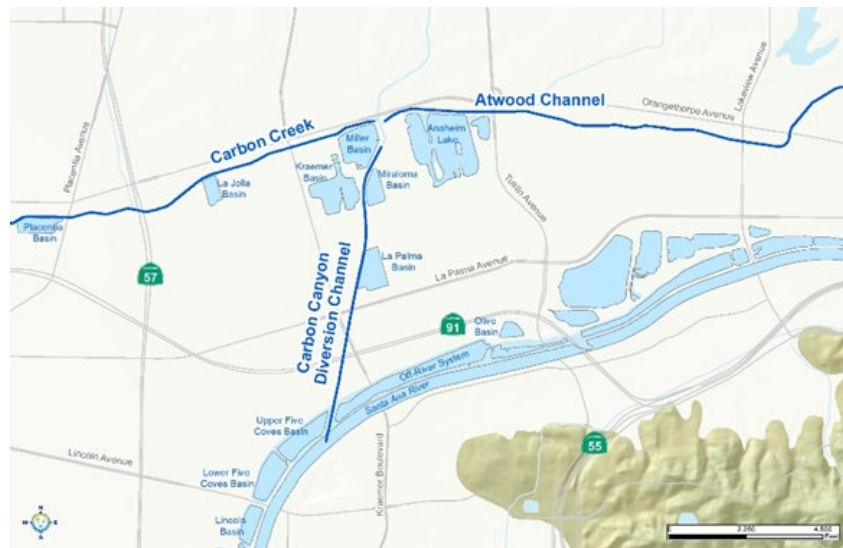 Atwood Channel
Orangethorpe Avenue
Lakeview Avenue
Carbon Creek
Miller
Basin
Anaheim
Lake
Placentia Avenue
Kraemer
Basin
Miraloma
Basin
La Jolla
Basin
Tustin Avenue
Placentia
Basin
La Palma
Basin
La Palma Avenue
57
Carbon Canyon
Diversion Channel
91
Olive
Basin
Off-River System
Santa Ana River
Upper Five
Coves Basin
Lincoln Avenue
Lower Five
Coves Basin
Kraemer Boulevard
55
Lincoln
Basin